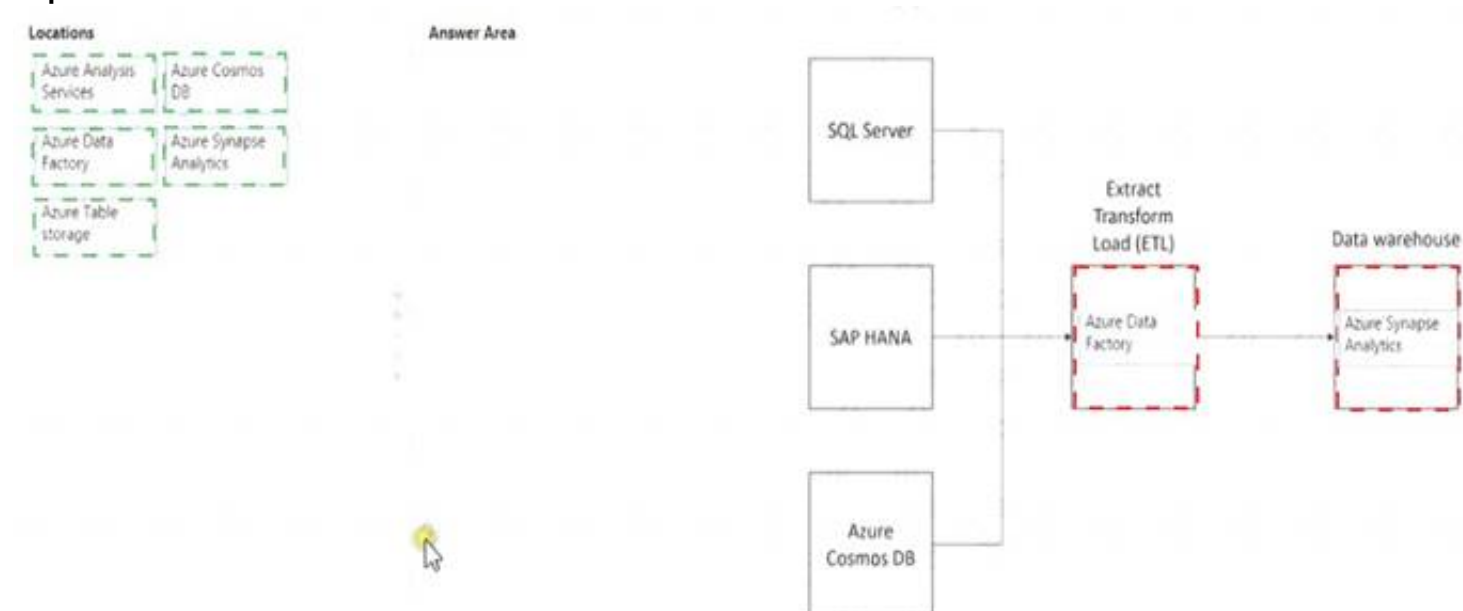 Locations
Answer Area
Azure Analysis
Services
Azure Cosmos
DB
Azure Data
Factory
Azure Synapse
Analytics
Azure Table
storage
SQL Server
SAP HANA
Azure
Cosmos DB
Extract
Transform
Load (ETL)
Azure Data
Factory
Data warehouse
Azure Synapse
Analytics